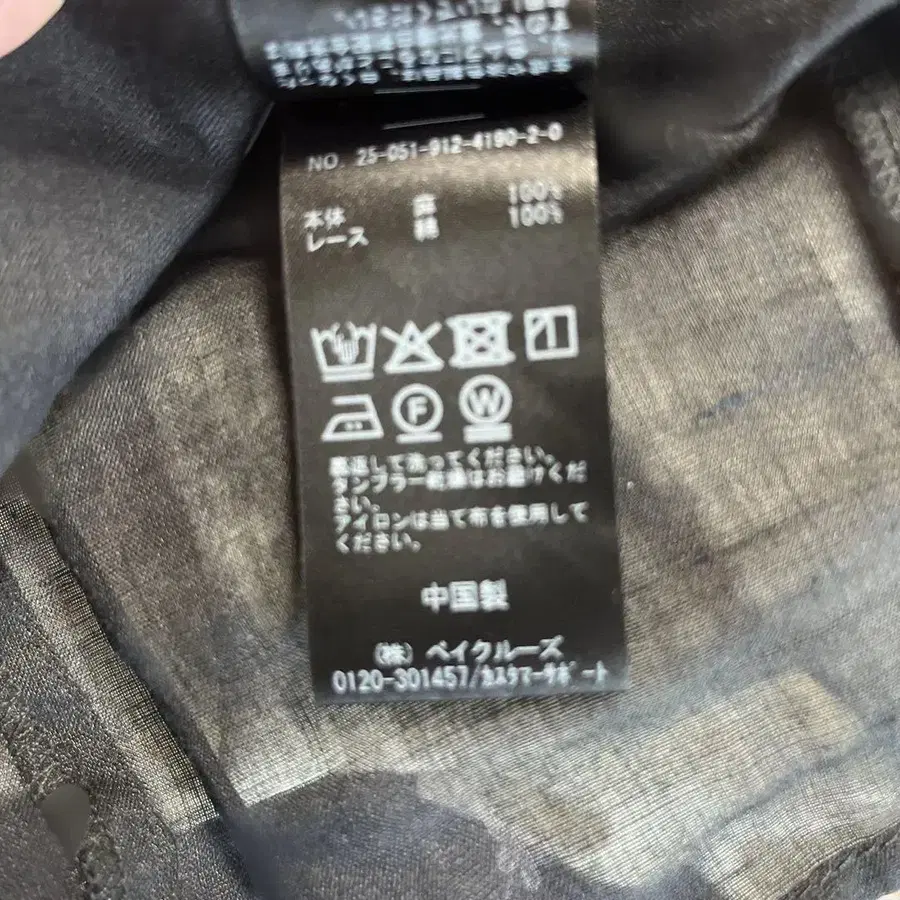 NO. 25-051-912-4190-2-0
本体 麻 100%
レース 綿 100%
F W
裏返して洗ってください。
タンブラー乾燥はお避けくだ
さい。
アイロンは当て布を使用して
ください。
中国製
(株) ベイクルーズ
0120-301457/カスタマーサポート